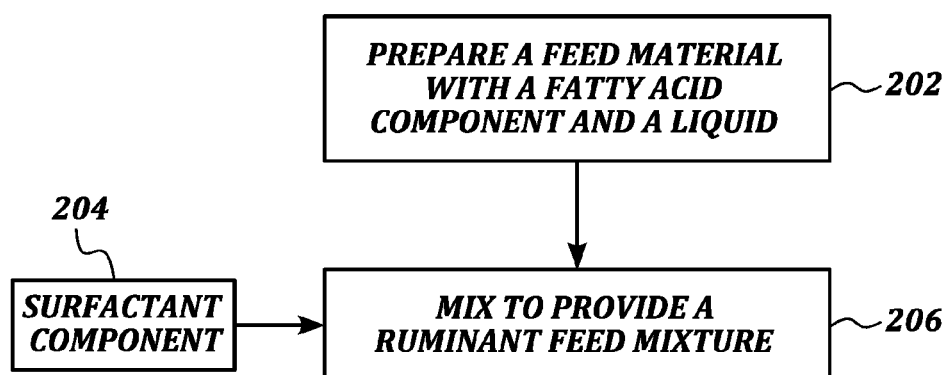 PREPARE A FEED MATERIAL
WITH A FATTY ACID
COMPONENT AND A LIQUID
202
204
SURFACTANT
COMPONENT
MIX TO PROVIDE A
RUMINANT FEED MIXTURE
206